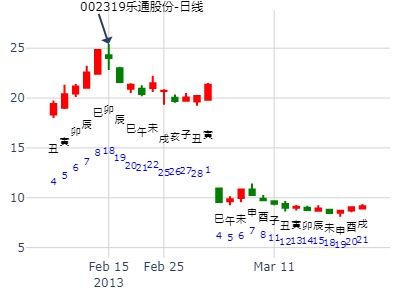 002319乐通股份-日线
25
20
15
10
5
丑 寅 卯 辰 巳 卯 辰 巳 午 未 戌 亥 子 丑 寅
4 5 6 7 8 18 19 20 21 22 25 26 27 28 1
巳 午 未 申 酉 子 丑 寅 卯 辰 未 申 酉 戌
4 5 6 7 8 11 12 13 14 15 18 19 20 21
Feb 15 Feb 25 Mar 11
2013